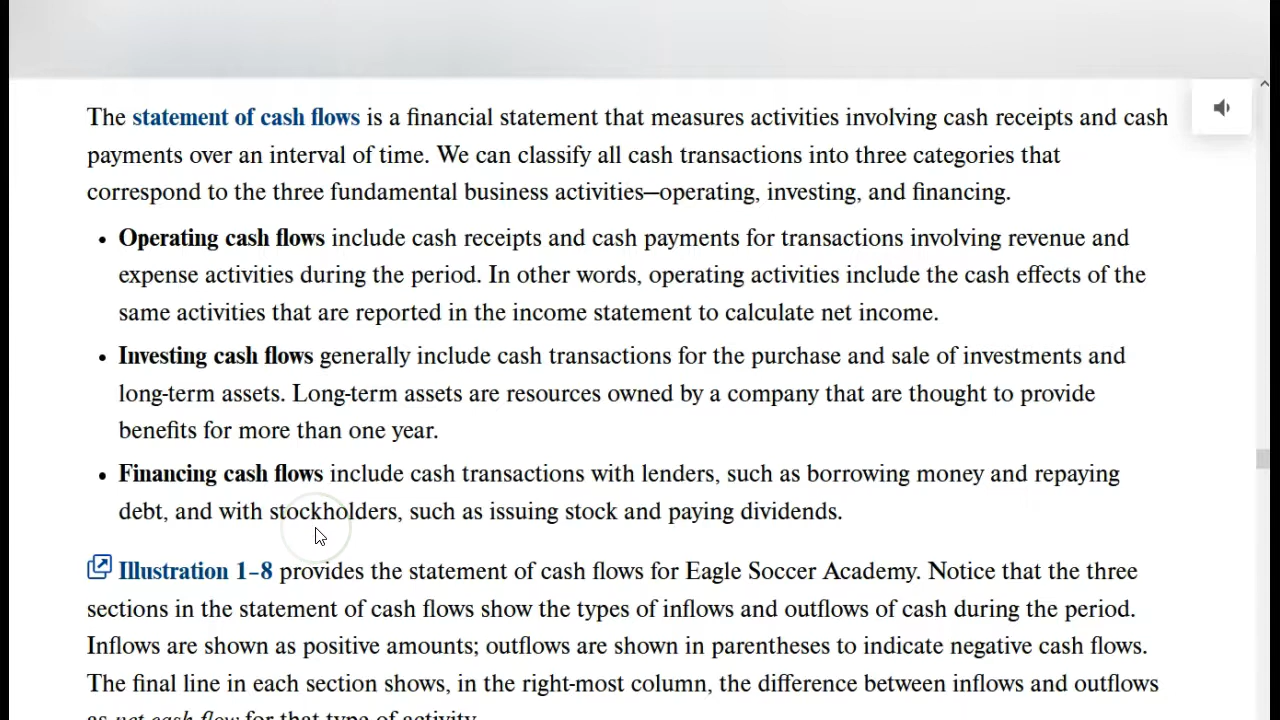 The statement of cash flows is a financial statement that measures activities involving cash receipts and cash
payments over an interval of time. We can classify all cash transactions into three categories that
correspond to the three fundamental business activities—operating, investing, and financing.
• Operating cash flows include cash receipts and cash payments for transactions involving revenue and
expense activities during the period. In other words, operating activities include the cash effects of the
same activities that are reported in the income statement to calculate net income.
• Investing cash flows generally include cash transactions for the purchase and sale of investments and
long-term assets. Long-term assets are resources owned by a company that are thought to provide
benefits for more than one year.
• Financing cash flows include cash transactions with lenders, such as borrowing money and repaying
debt, and with stockholders, such as issuing stock and paying dividends.
Illustration 1–8 provides the statement of cash flows for Eagle Soccer Academy. Notice that the three
sections in the statement of cash flows show the types of inflows and outflows of cash during the period.
Inflows are shown as positive amounts; outflows are shown in parentheses to indicate negative cash flows.
The final line in each section shows, in the right-most column, the difference between inflows and outflows
as net cash flow for that type of activity.